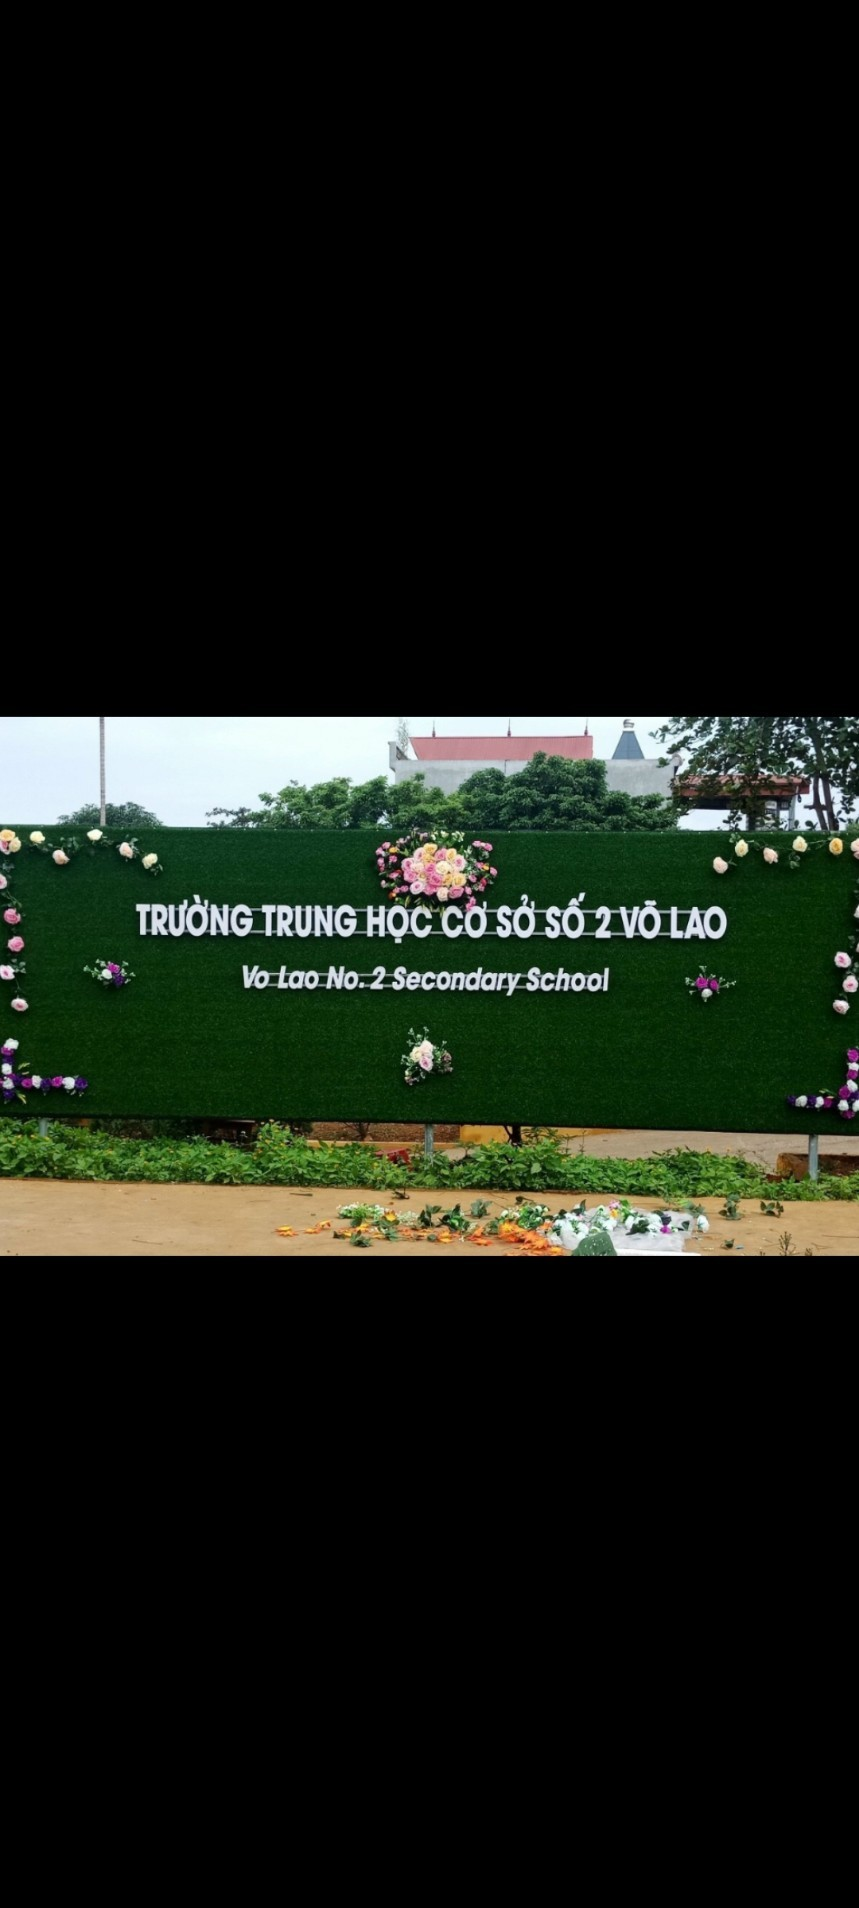 TRƯỜNG TRUNG HỌC CƠ SỞ SỐ 2 VÕ LAO
Vo Lao No. 2 Secondary School